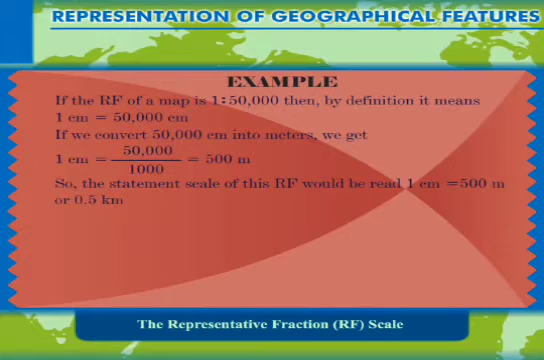 REPRESENTATION OF GEOGRAPHICAL FEATURES
EXAMPLE
If the RF of a map is 1:50,000 then, by definition it means
1 cm = 50,000 cm
If we convert 50,000 cm into meters, we get
1 cm = 50,000 / 1000 = 500 m
So, the statement scale of this RF would be read 1 cm =500 m
or 0.5 km
The Representative Fraction (RF) Scale